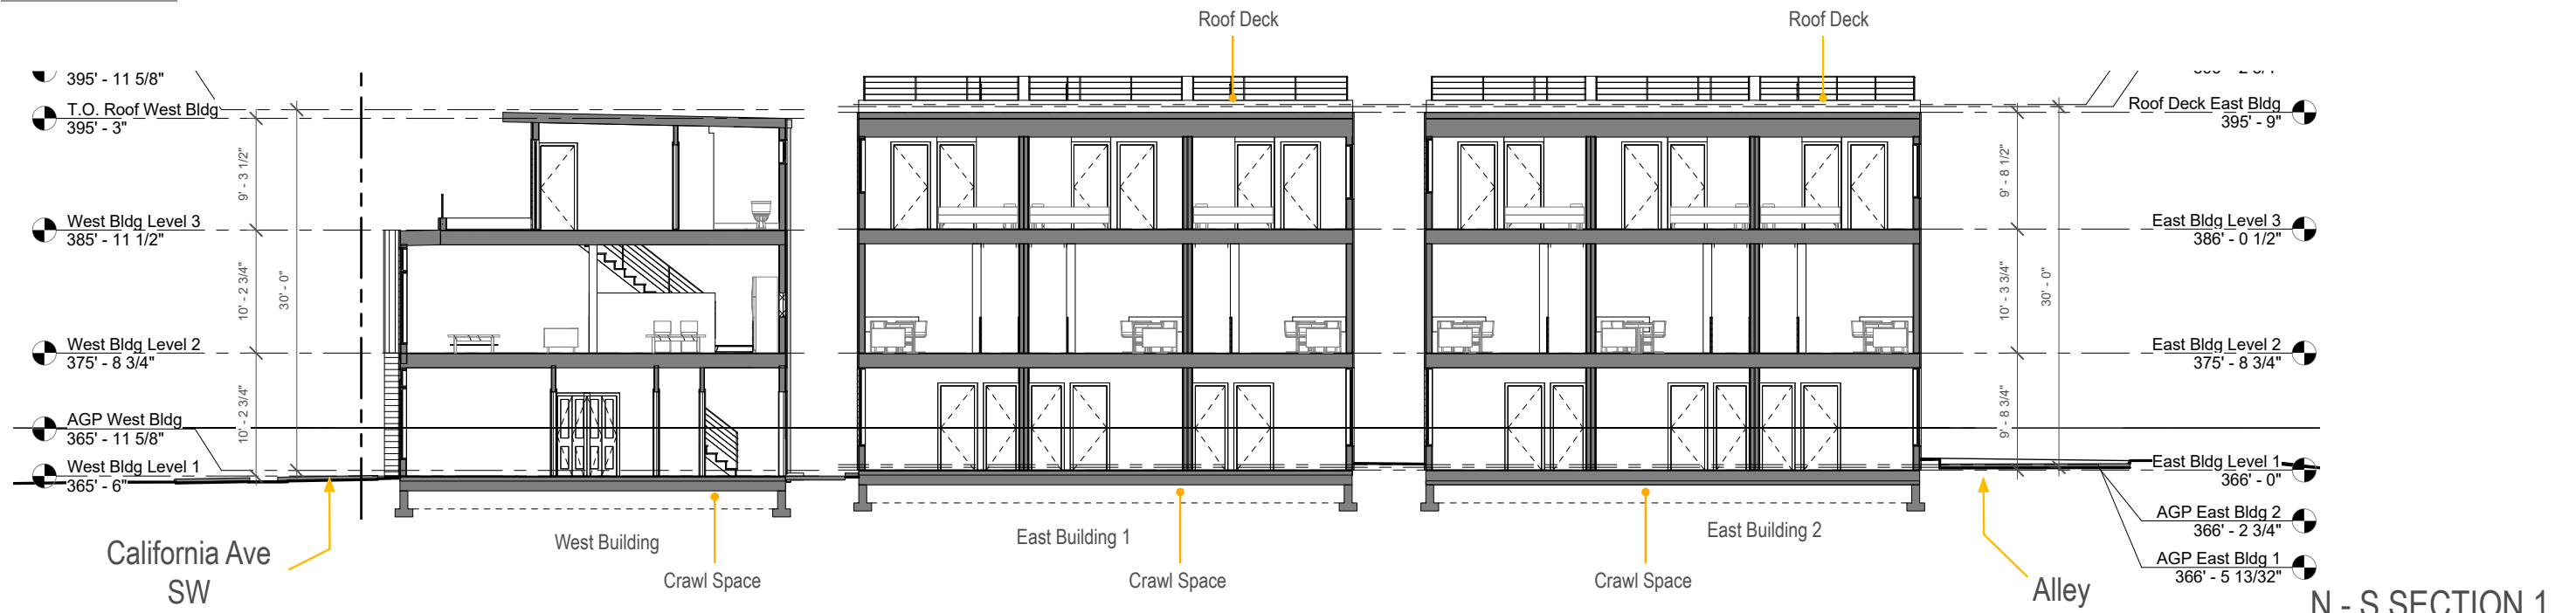 Roof Deck
Roof Deck
395' - 11 5/8"
T.O. Roof West Bldg
395' - 3"
9' - 3 1/2"
West Bldg Level 3
385' - 11 1/2"
10' - 2 3/4"
30' - 0"
West Bldg Level 2
375' - 8 3/4"
10' - 2 3/4"
AGP West Bldg
365' - 11 5/8"
West Bldg Level 1
365' - 6"
Roof Deck East Bldg
395' - 9"
9' - 8 1/2"
East Bldg Level 3
386' - 0 1/2"
10' - 3 3/4"
30' - 0"
East Bldg Level 2
375' - 8 3/4"
9' - 8 3/4"
East Bldg Level 1
366' - 0"
AGP East Bldg 2
366' - 2 3/4"
AGP East Bldg 1
366' - 5 13/32"
California Ave
SW
West Building
Crawl Space
East Building 1
Crawl Space
East Building 2
Crawl Space
Alley
N - S SECTION 1